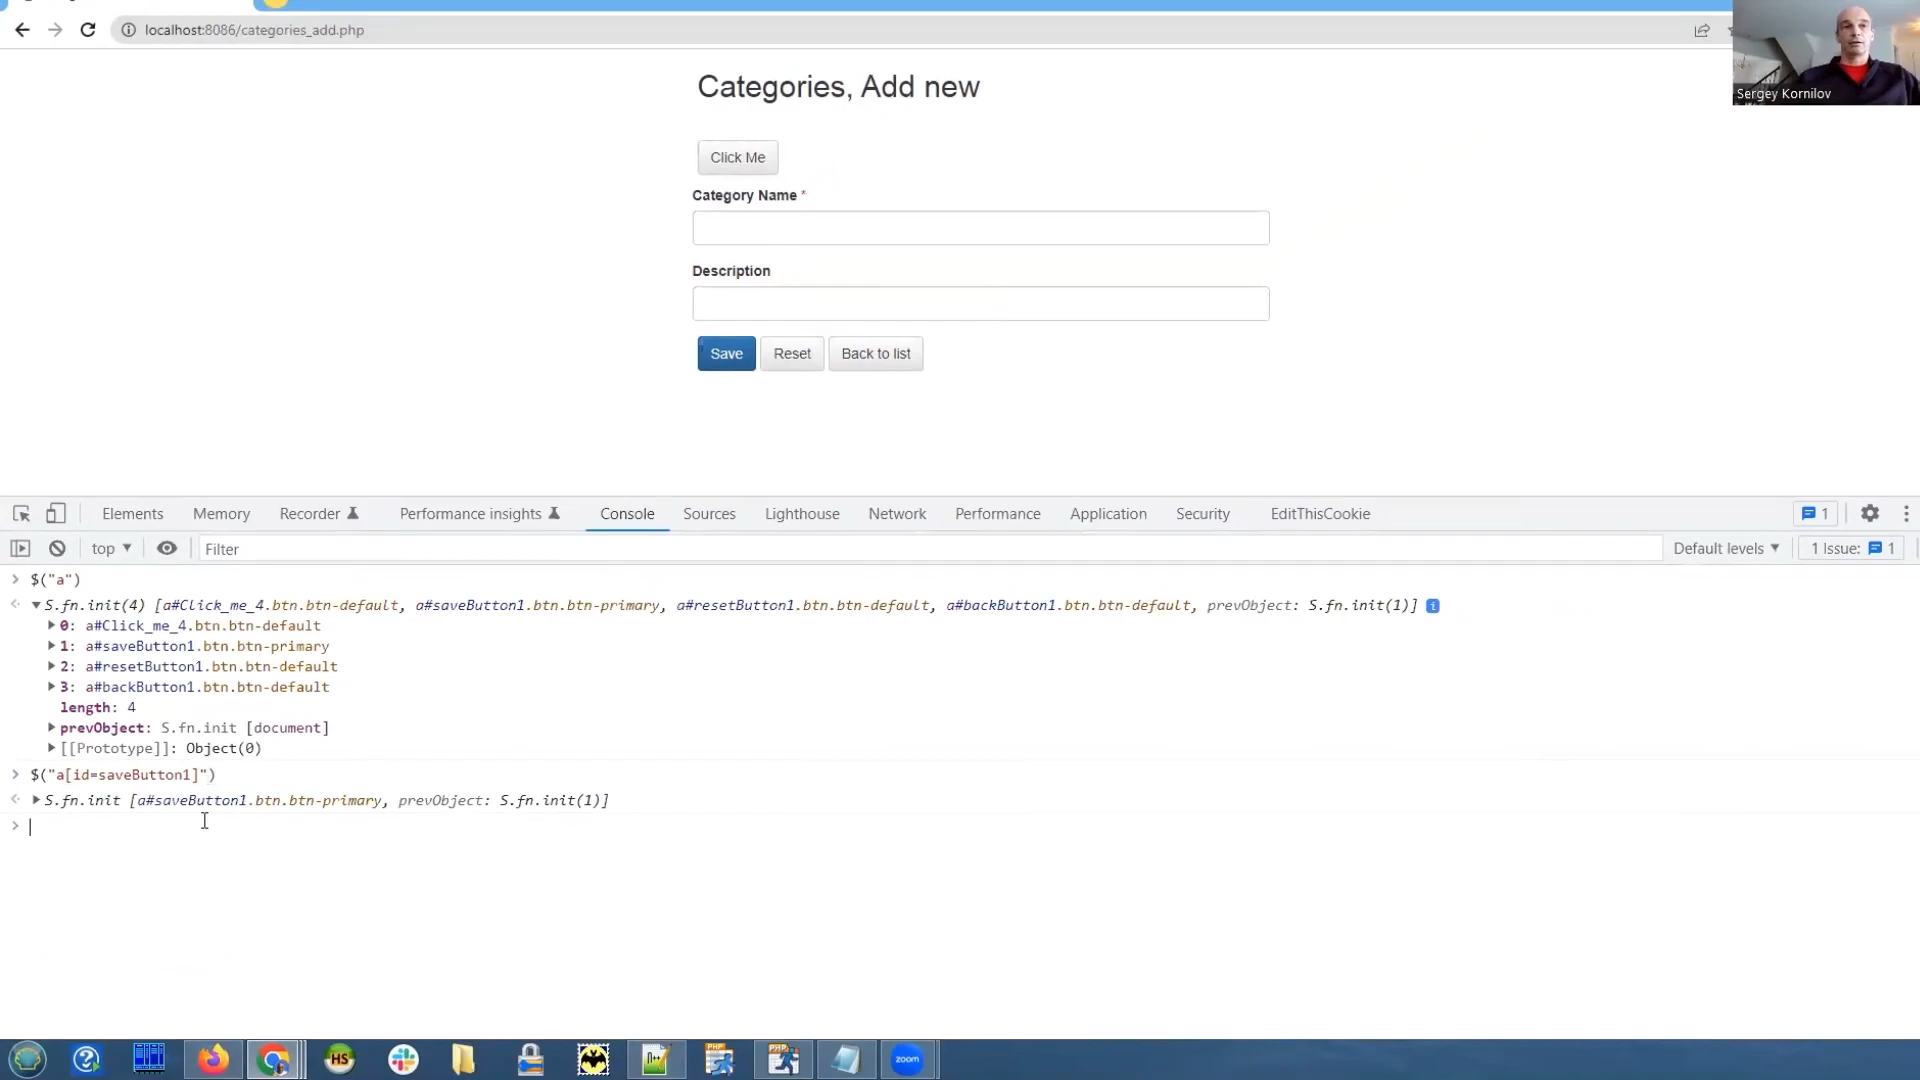 localhost:8086/categories_add.php
Sergey Kornilov
Categories, Add new
Click Me
Category Name *
Description
Save Reset Back to list
Elements Memory Recorder Performance insights Console Sources Lighthouse Network Performance Application Security EditThisCookie 1
top Filter Default levels 1 Issue: 1
> $("a")
S.fn.init(4) [a#Click_me_4.btn.btn-default, a#saveButton1.btn.btn-primary, a#resetButton1.btn.btn-default, a#backButton1.btn.btn-default, prevObject: S.fn.init(1)] i
0: a#Click_me_4.btn.btn-default
1: a#saveButton1.btn.btn-primary
2: a#resetButton1.btn.btn-default
3: a#backButton1.btn.btn-default
length: 4
prevObject: S.fn.init [document]
[[Prototype]]: Object(0)
> $("a[id=saveButton1]")
S.fn.init [a#saveButton1.btn.btn-primary, prevObject: S.fn.init(1)]
>
HS N++ PHP PHP zoom